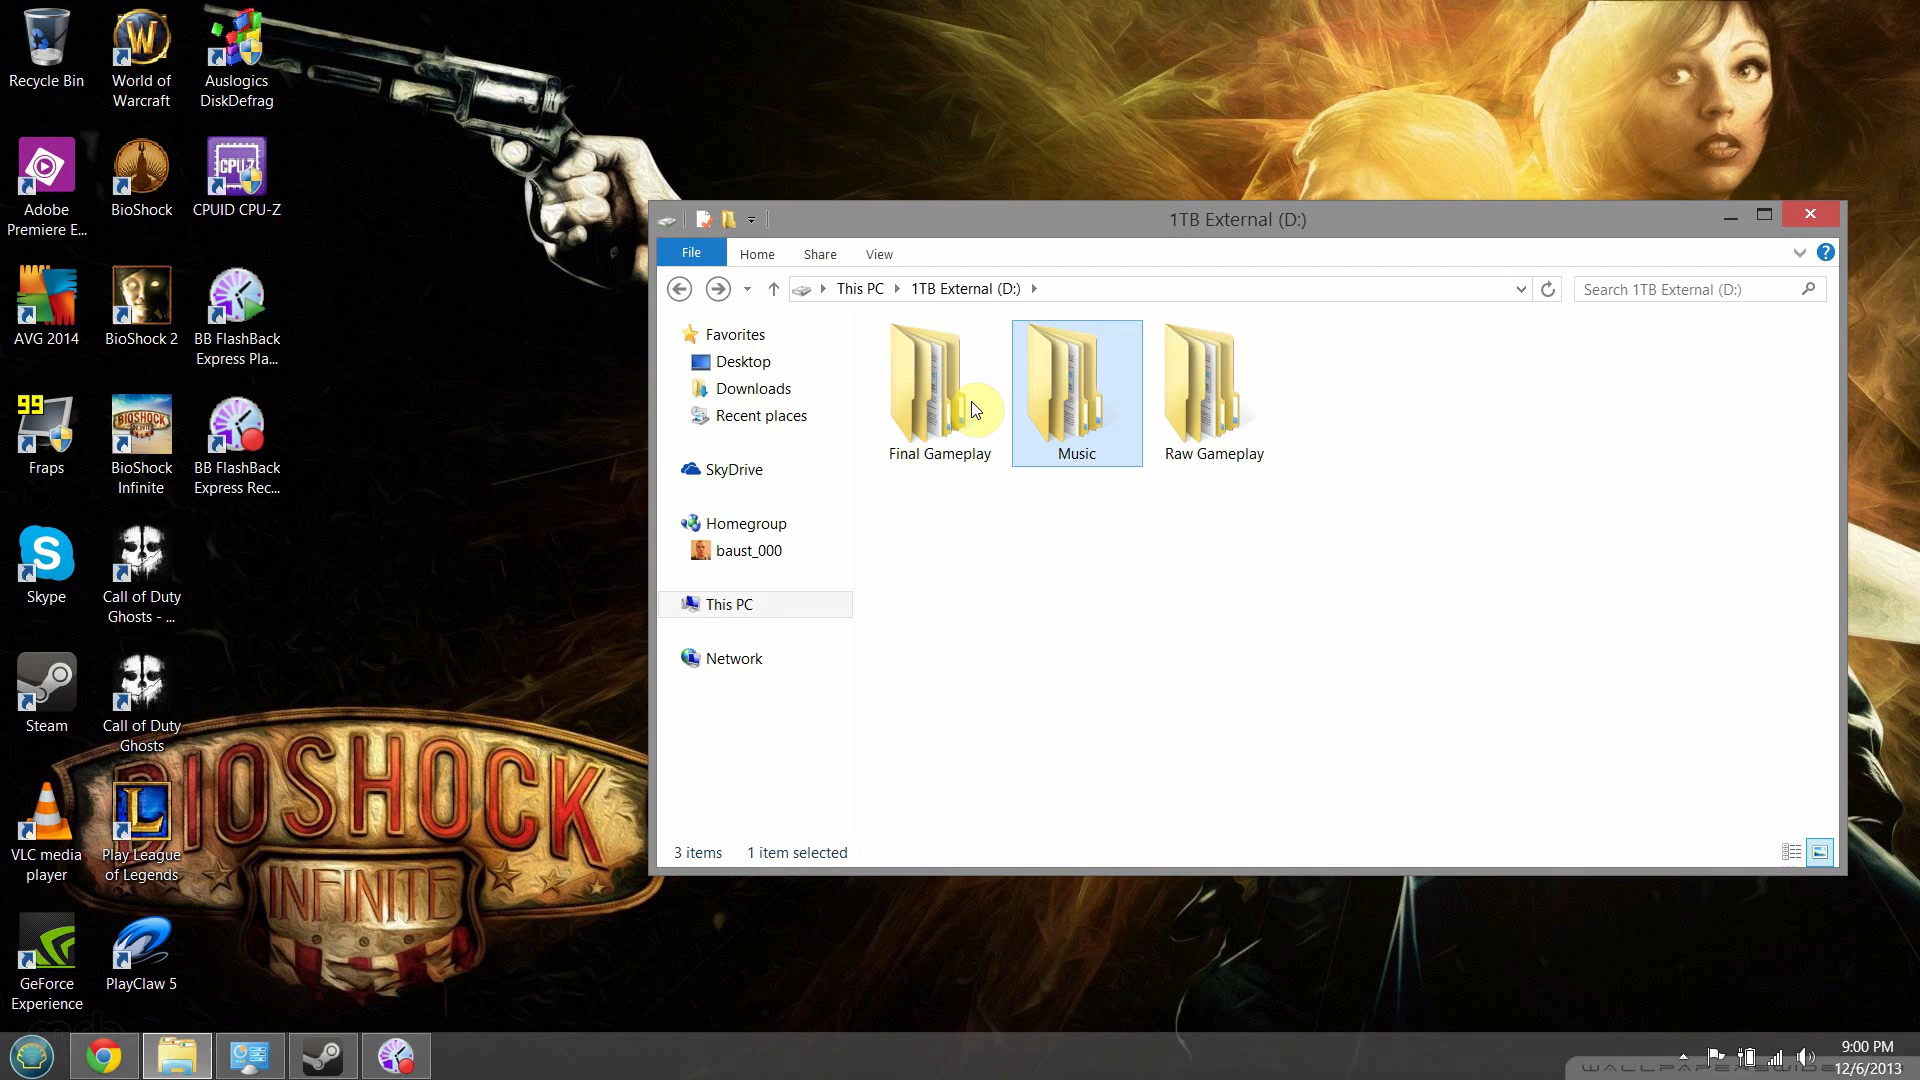 Recycle Bin
World of
Warcraft
Auslogics
DiskDefrag
Adobe
Premiere E...
BioShock
CPU-Z
CPUID CPU-Z
AVG 2014
BioShock 2
BB FlashBack
Express Pla...
99
Fraps
BIOSHOCK
INFINITE
BioShock
Infinite
BB FlashBack
Express Rec...
Skype
Call of Duty
Ghosts - ...
Steam
Call of Duty
Ghosts
VLC media
player
Play League
of Legends
GeForce
Experience
PlayClaw 5
BIOSHOCK
INFINITE
1TB External (D:)
File
Home
Share
View
This PC
1TB External (D:)
Search 1TB External (D:)
Favorites
Desktop
Downloads
Recent places
SkyDrive
Homegroup
baust_000
This PC
Network
Final Gameplay
Music
Raw Gameplay
3 items
1 item selected
9:00 PM
12/6/2013